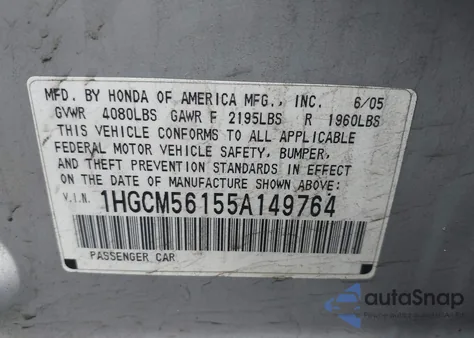 MFD. BY HONDA OF AMERICA MFG., INC. 6/05
GVWR 4080LBS GAWR F 2195LBS R 1960LBS
THIS VEHICLE CONFORMS TO ALL APPLICABLE
FEDERAL MOTOR VEHICLE SAFETY, BUMPER,
AND THEFT PREVENTION STANDARDS IN EFFECT
ON THE DATE OF MANUFACTURE SHOWN ABOVE.
V.I.N. 1HGCM56155A149764
PASSENGER CAR
autoSnap